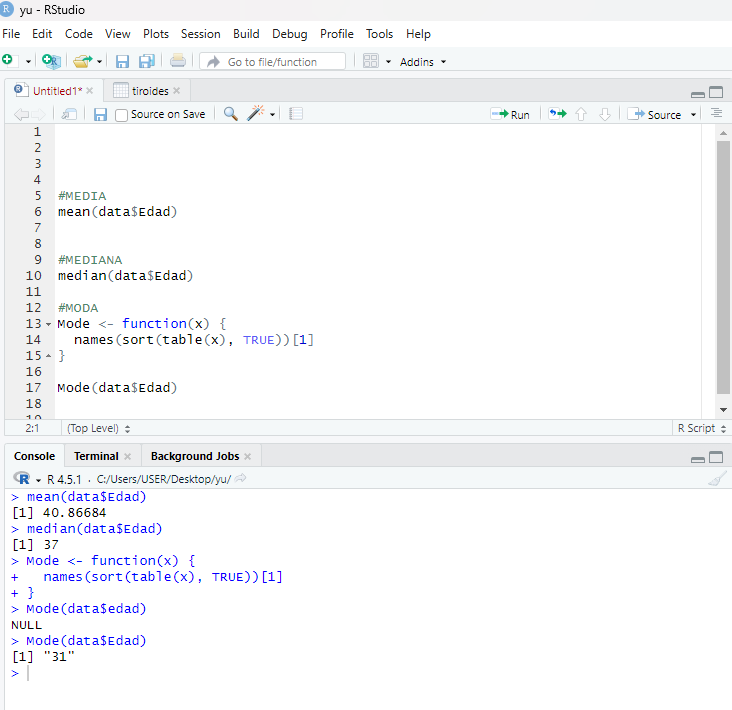 yu - RStudio
File Edit Code View Plots Session Build Debug Profile Tools Help
Go to file/function Addins
Untitled1* tiroides
Source on Save Run Source
1
2
3
4
5 #MEDIA
6 mean(data$Edad)
7
8
9 #MEDIANA
10 median(data$Edad)
11
12 #MODA
13 Mode <- function(x) {
14 names(sort(table(x), TRUE))[1]
15 }
16
17 Mode(data$Edad)
18
19
2:1 (Top Level) R Script
Console Terminal Background Jobs
R 4.5.1 · C:/Users/USER/Desktop/yu/
> mean(data$Edad)
[1] 40.86684
> median(data$Edad)
[1] 37
> Mode <- function(x) {
+ names(sort(table(x), TRUE))[1]
+ }
> Mode(data$edad)
NULL
> Mode(data$Edad)
[1] "31"
>